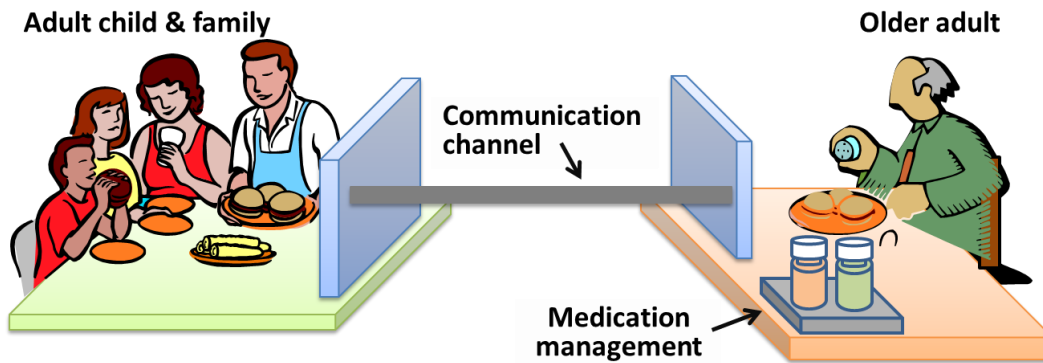 Adult child & family
Older adult
Communication
channel
Medication
management